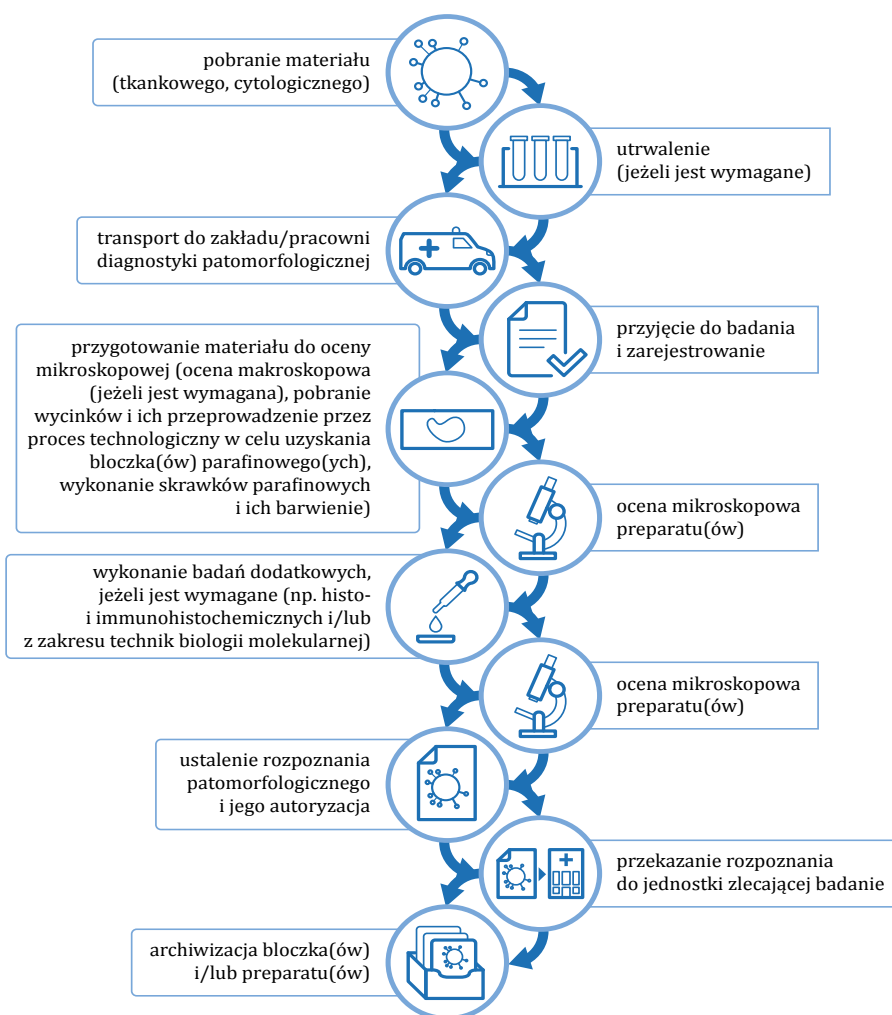 pobranie materiału
(tkankowego, cytologicznego)
utrwalenie
(jeżeli jest wymagane)
transport do zakładu/pracowni
diagnostyki patomorfologicznej
przyjęcie do badania
i zarejestrowanie
przygotowanie materiału do oceny
mikroskopowej (ocena makroskopowa
(jeżeli jest wymagana), pobranie
wycinków i ich przeprowadzenie przez
proces technologiczny w celu uzyskania
bloczka(ów) parafinowego(ych),
wykonanie skrawków parafinowych
i ich barwienie)
ocena mikroskopowa
preparatu(ów)
wykonanie badań dodatkowych,
jeżeli jest wymagane (np. histo-
i immunohistochemicznych i/lub
z zakresu technik biologii molekularnej)
ocena mikroskopowa
preparatu(ów)
ustalenie rozpoznania
patomorfologicznego
i jego autoryzacja
przekazanie rozpoznania
do jednostki zlecającej badanie
archiwizacja bloczka(ów)
i/lub preparatu(ów)